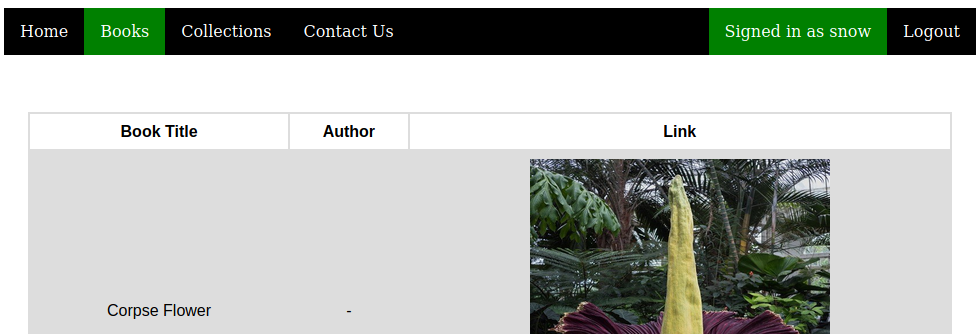 Home Books Collections Contact Us Signed in as snow Logout
Book Title Author Link
Corpse Flower -